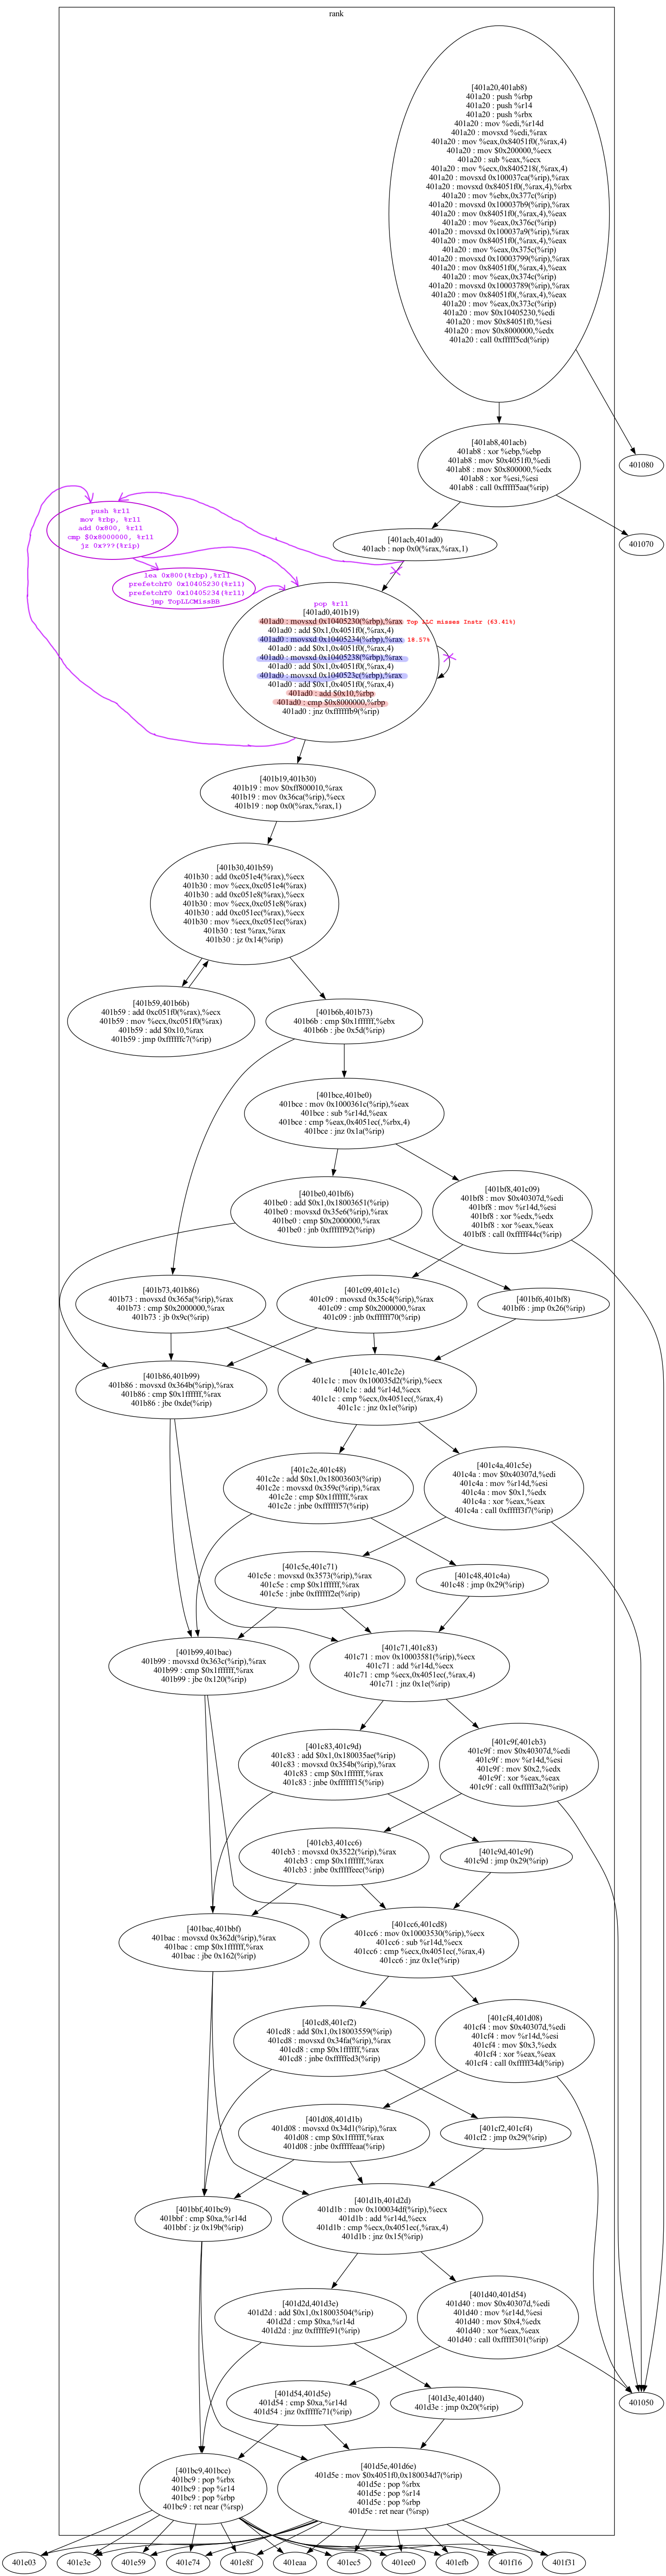 rank
[401a20,401ab8)
401a20 : push %rbp
401a20 : push %r14
401a20 : push %rbx
401a20 : mov %edi,%r14d
401a20 : movsxd %edi,%rax
401a20 : mov %eax,0x84051f0(,%rax,4)
401a20 : mov $0x200000,%ecx
401a20 : sub %eax,%ecx
401a20 : mov %ecx,0x8405218(,%rax,4)
401a20 : movsxd 0x100037ca(%rip),%rax
401a20 : movsxd 0x84051f0(,%rax,4),%rbx
401a20 : mov %ebx,0x377c(%rip)
401a20 : movsxd 0x100037b9(%rip),%rax
401a20 : mov 0x84051f0(,%rax,4),%eax
401a20 : mov %eax,0x376c(%rip)
401a20 : movsxd 0x100037a9(%rip),%rax
401a20 : mov 0x84051f0(,%rax,4),%eax
401a20 : mov %eax,0x375c(%rip)
401a20 : movsxd 0x10003799(%rip),%rax
401a20 : mov 0x84051f0(,%rax,4),%eax
401a20 : mov %eax,0x374c(%rip)
401a20 : movsxd 0x10003789(%rip),%rax
401a20 : mov 0x84051f0(,%rax,4),%eax
401a20 : mov %eax,0x373c(%rip)
401a20 : mov $0x10405230,%edi
401a20 : mov $0x84051f0,%esi
401a20 : mov $0x8000000,%edx
401a20 : call 0xfffff5cd(%rip)
[401ab8,401acb)
401ab8 : xor %ebp,%ebp
401ab8 : mov $0x4051f0,%edi
401ab8 : mov $0x800000,%edx
401ab8 : xor %esi,%esi
401ab8 : call 0xfffff5aa(%rip)
401080
401070
push %r11
mov %rbp, %r11
add 0x800, %r11
cmp $0x8000000, %r11
jz 0x???(%rip)
[401acb,401ad0)
401acb : nop 0x0(%rax,%rax,1)
lea 0x800(%rbp),%r11
prefetchT0 0x10405230(%r11)
prefetchT0 0x10405234(%r11)
jmp TopLLCMissBB
pop %r11
[401ad0,401b19)
401ad0 : movsxd 0x10405230(%rbp),%rax Top LLC misses Instr (63.41%)
401ad0 : add $0x1,0x4051f0(,%rax,4)
401ad0 : movsxd 0x10405234(%rbp),%rax 18.57%
401ad0 : add $0x1,0x4051f0(,%rax,4)
401ad0 : movsxd 0x10405238(%rbp),%rax
401ad0 : add $0x1,0x4051f0(,%rax,4)
401ad0 : movsxd 0x1040523c(%rbp),%rax
401ad0 : add $0x1,0x4051f0(,%rax,4)
401ad0 : add $0x10,%rbp
401ad0 : cmp $0x8000000,%rbp
401ad0 : jnz 0xffffffb9(%rip)
[401b19,401b30)
401b19 : mov $0xff800010,%rax
401b19 : mov 0x36ca(%rip),%ecx
401b19 : nop 0x0(%rax,%rax,1)
[401b30,401b59)
401b30 : add 0xc051e4(%rax),%ecx
401b30 : mov %ecx,0xc051e4(%rax)
401b30 : add 0xc051e8(%rax),%ecx
401b30 : mov %ecx,0xc051e8(%rax)
401b30 : add 0xc051ec(%rax),%ecx
401b30 : mov %ecx,0xc051ec(%rax)
401b30 : test %rax,%rax
401b30 : jz 0x14(%rip)
[401b59,401b6b)
401b59 : add 0xc051f0(%rax),%ecx
401b59 : mov %ecx,0xc051f0(%rax)
401b59 : add $0x10,%rax
401b59 : jmp 0xffffffc7(%rip)
[401b6b,401b73)
401b6b : cmp $0x1fffff,%ebx
401b6b : jbe 0x5d(%rip)
[401bce,401be0)
401bce : mov 0x1000361c(%rip),%eax
401bce : sub %r14d,%eax
401bce : cmp %eax,0x4051ec(,%rbx,4)
401bce : jnz 0x1a(%rip)
[401be0,401bf6)
401be0 : add $0x1,0x18003651(%rip)
401be0 : movsxd 0x35e6(%rip),%rax
401be0 : cmp $0x2000000,%rax
401be0 : jnb 0xffffff92(%rip)
[401bf8,401c09)
401bf8 : mov $0x40307d,%edi
401bf8 : mov %r14d,%esi
401bf8 : xor %edx,%edx
401bf8 : xor %eax,%eax
401bf8 : call 0xfffff44c(%rip)
[401b73,401b86)
401b73 : movsxd 0x365a(%rip),%rax
401b73 : cmp $0x2000000,%rax
401b73 : jb 0x9c(%rip)
[401c09,401c1c)
401c09 : movsxd 0x35c4(%rip),%rax
401c09 : cmp $0x2000000,%rax
401c09 : jnb 0xffffff70(%rip)
[401bf6,401bf8)
401bf6 : jmp 0x26(%rip)
[401b86,401b99)
401b86 : movsxd 0x364b(%rip),%rax
401b86 : cmp $0x1fffff,%rax
401b86 : jbe 0xde(%rip)
[401c1c,401c2e)
401c1c : mov 0x100035d2(%rip),%ecx
401c1c : add %r14d,%ecx
401c1c : cmp %ecx,0x4051ec(,%rax,4)
401c1c : jnz 0x1e(%rip)
[401c2e,401c48)
401c2e : add $0x1,0x18003603(%rip)
401c2e : movsxd 0x359c(%rip),%rax
401c2e : cmp $0x1fffff,%rax
401c2e : jnbe 0xffffff57(%rip)
[401c4a,401c5e)
401c4a : mov $0x40307d,%edi
401c4a : mov %r14d,%esi
401c4a : mov $0x1,%edx
401c4a : xor %eax,%eax
401c4a : call 0xfffff3f7(%rip)
[401c5e,401c71)
401c5e : movsxd 0x3573(%rip),%rax
401c5e : cmp $0x1fffff,%rax
401c5e : jnbe 0xffffff2e(%rip)
[401c48,401c4a)
401c48 : jmp 0x29(%rip)
[401b99,401bac)
401b99 : movsxd 0x363c(%rip),%rax
401b99 : cmp $0x1fffff,%rax
401b99 : jbe 0x120(%rip)
[401c71,401c83)
401c71 : mov 0x10003581(%rip),%ecx
401c71 : add %r14d,%ecx
401c71 : cmp %ecx,0x4051ec(,%rax,4)
401c71 : jnz 0x1e(%rip)
[401c83,401c9d)
401c83 : add $0x1,0x180035ae(%rip)
401c83 : movsxd 0x354b(%rip),%rax
401c83 : cmp $0x1fffff,%rax
401c83 : jnbe 0xffffff15(%rip)
[401c9f,401cb3)
401c9f : mov $0x40307d,%edi
401c9f : mov %r14d,%esi
401c9f : mov $0x2,%edx
401c9f : xor %eax,%eax
401c9f : call 0xfffff3a2(%rip)
[401cb3,401cc6)
401cb3 : movsxd 0x3522(%rip),%rax
401cb3 : cmp $0x1fffff,%rax
401cb3 : jnbe 0xfffffeec(%rip)
[401c9d,401c9f)
401c9d : jmp 0x29(%rip)
[401bac,401bbf)
401bac : movsxd 0x362d(%rip),%rax
401bac : cmp $0x1fffff,%rax
401bac : jbe 0x162(%rip)
[401cc6,401cd8)
401cc6 : mov 0x10003530(%rip),%ecx
401cc6 : sub %r14d,%ecx
401cc6 : cmp %ecx,0x4051ec(,%rax,4)
401cc6 : jnz 0x1e(%rip)
[401cd8,401cf2)
401cd8 : add $0x1,0x18003559(%rip)
401cd8 : movsxd 0x34fa(%rip),%rax
401cd8 : cmp $0x1fffff,%rax
401cd8 : jnbe 0xfffffed3(%rip)
[401cf4,401d08)
401cf4 : mov $0x40307d,%edi
401cf4 : mov %r14d,%esi
401cf4 : mov $0x3,%edx
401cf4 : xor %eax,%eax
401cf4 : call 0xfffff34d(%rip)
[401d08,401d1b)
401d08 : movsxd 0x34d1(%rip),%rax
401d08 : cmp $0x1fffff,%rax
401d08 : jnbe 0xfffffeaa(%rip)
[401cf2,401cf4)
401cf2 : jmp 0x29(%rip)
[401bbf,401bc9)
401bbf : cmp $0xa,%r14d
401bbf : jz 0x19b(%rip)
[401d1b,401d2d)
401d1b : mov 0x100034df(%rip),%ecx
401d1b : add %r14d,%ecx
401d1b : cmp %ecx,0x4051ec(,%rax,4)
401d1b : jnz 0x15(%rip)
[401d2d,401d3e)
401d2d : add $0x1,0x18003504(%rip)
401d2d : cmp $0xa,%r14d
401d2d : jnz 0xfffffe91(%rip)
[401d40,401d54)
401d40 : mov $0x40307d,%edi
401d40 : mov %r14d,%esi
401d40 : mov $0x4,%edx
401d40 : xor %eax,%eax
401d40 : call 0xfffff301(%rip)
[401d54,401d5e)
401d54 : cmp $0xa,%r14d
401d54 : jnz 0xfffffe71(%rip)
[401d3e,401d40)
401d3e : jmp 0x20(%rip)
401050
[401bc9,401bce)
401bc9 : pop %rbx
401bc9 : pop %r14
401bc9 : pop %rbp
401bc9 : ret near (%rsp)
[401d5e,401d6e)
401d5e : mov $0x4051f0,0x180034d7(%rip)
401d5e : pop %rbx
401d5e : pop %r14
401d5e : pop %rbp
401d5e : ret near (%rsp)
401e03
401e3e
401e59
401e74
401e8f
401eaa
401ec5
401ee0
401efb
401f16
401f31